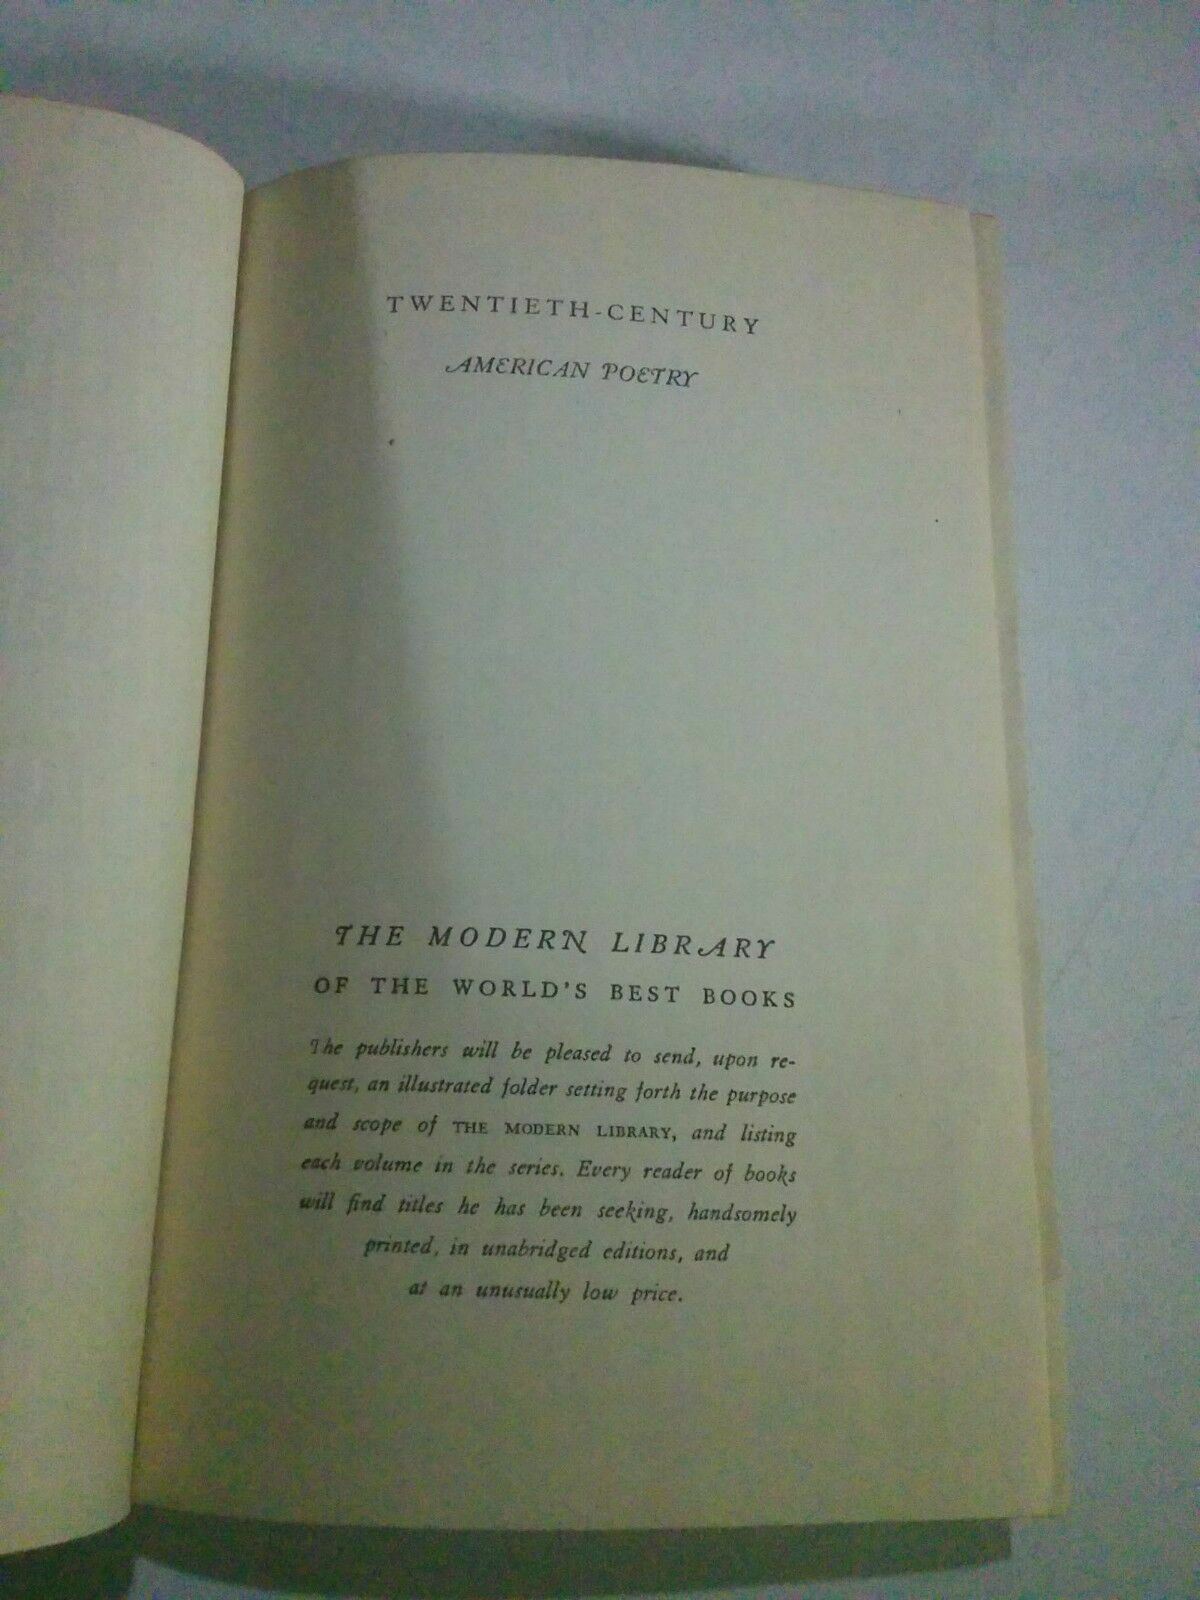 TWENTIETH-CENTURY
AMERICAN POETRY
THE MODERN LIBRARY
OF THE WORLD'S BEST BOOKS
The publishers will be pleased to send, upon re-
quest, an illustrated folder setting forth the purpose
and scope of THE MODERN LIBRARY, and listing
each volume in the series. Every reader of books
will find titles he has been seeking, handsomely
printed, in unabridged editions, and
at an unusually low price.